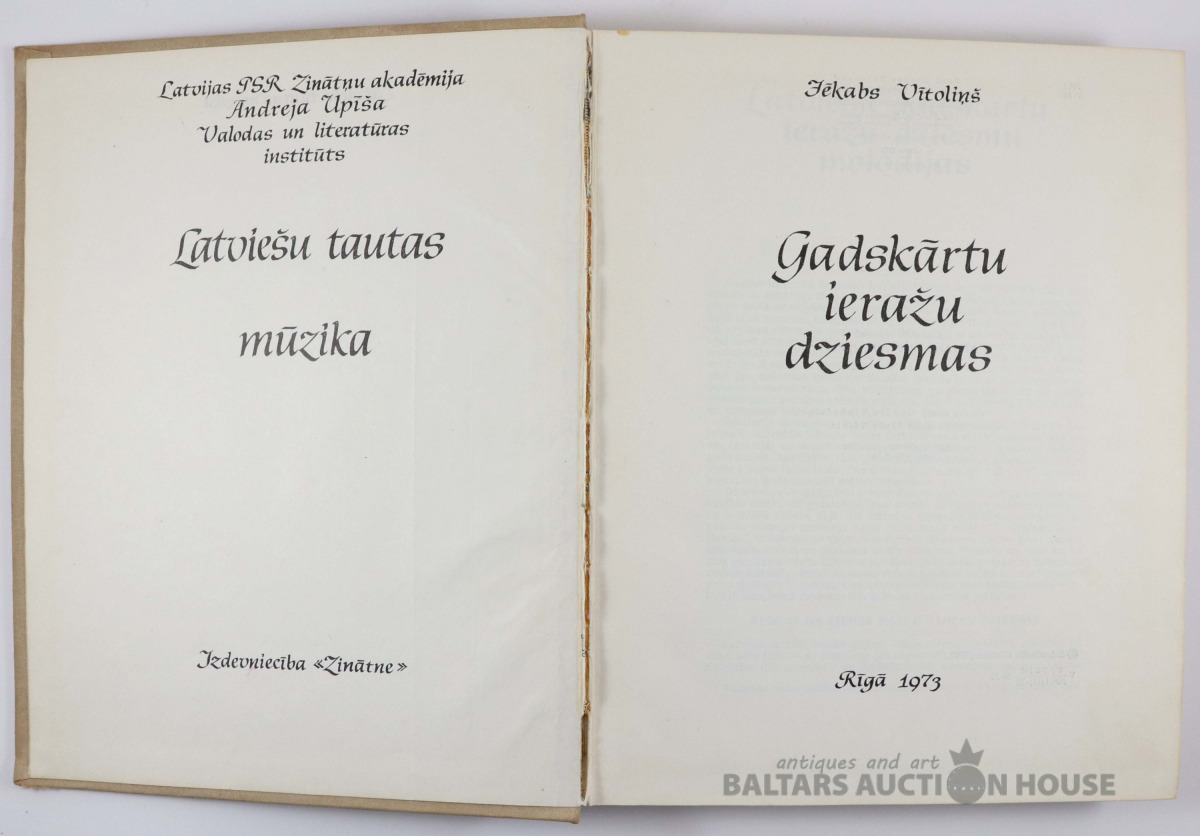 Latvijas PSR Zinātņu akadēmija
Andreja Upīša
Valodas un literatūras
institūts
Latviešu tautas
mūzika
Izdevniecība «Zinātne»
Jēkabs Vītoliņš
Gadskārtu
ieražu
dziesmas
Rīgā 1973
antiques and art
BALTARS AUCTION HOUSE